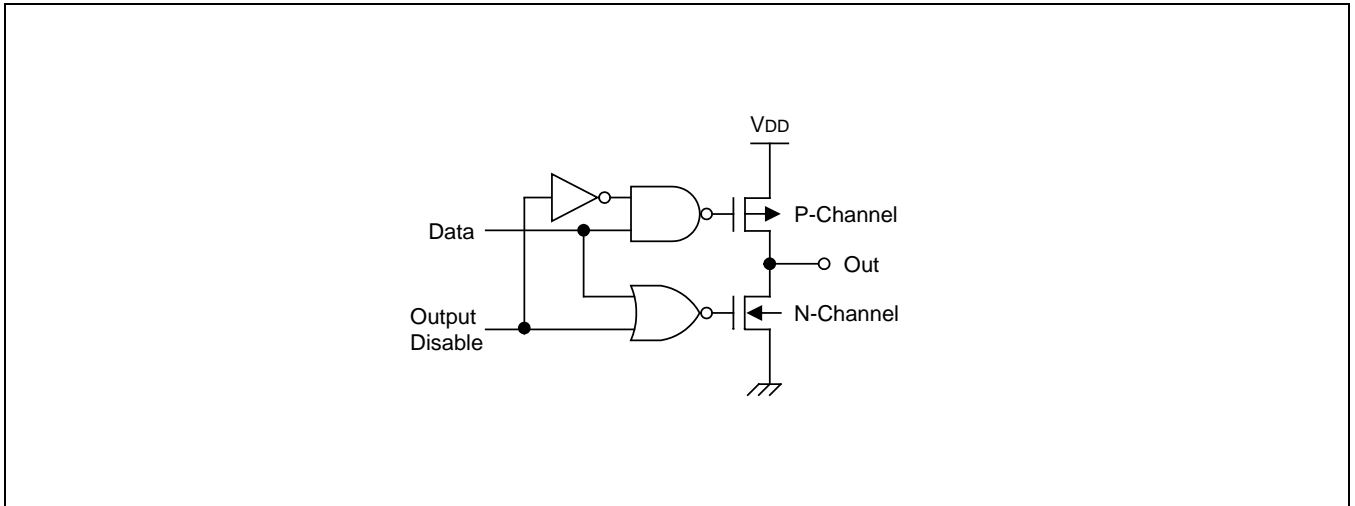 VDD
P-Channel
Data
Out
Output
Disable
N-Channel